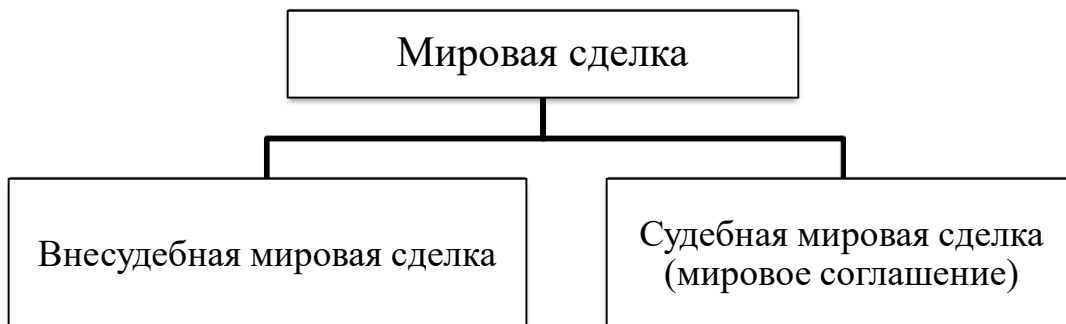 Мировая сделка
Внесудебная мировая сделка
Судебная мировая сделка
(мировое соглашение)